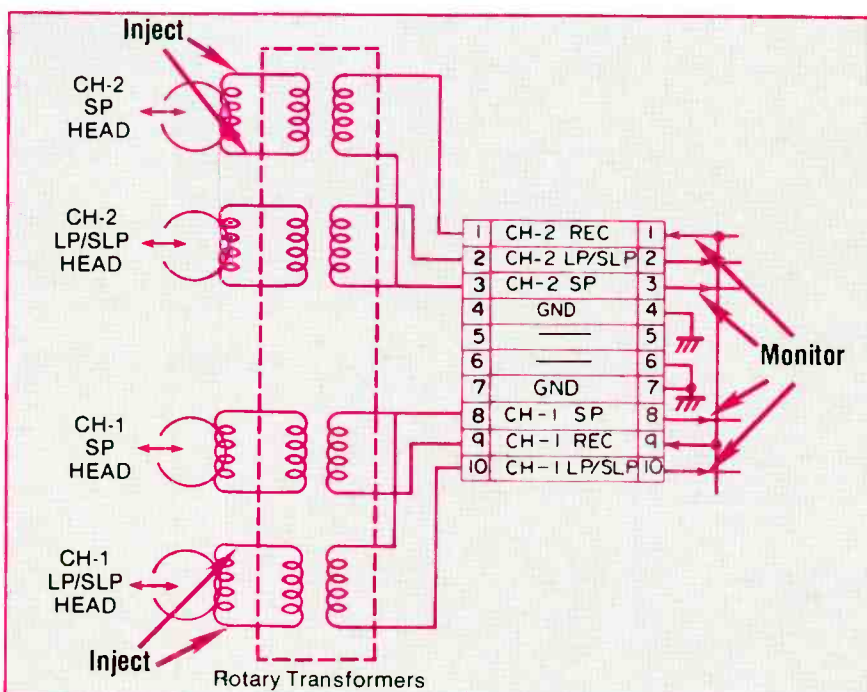 Inject
CH-2
SP
HEAD
CH-2
LP/SLP
HEAD
1 CH-2 REC 1
2 CH-2 LP/SLP 2
3 CH-2 SP 3
4 GND 4
5 — 5
6 — 6
7 GND 7
8 CH-1 SP 8
9 CH-1 REC 9
10 CH-1 LP/SLP 10
Monitor
CH-1
SP
HEAD
CH-1
LP/SLP
HEAD
Inject
Rotary Transformers